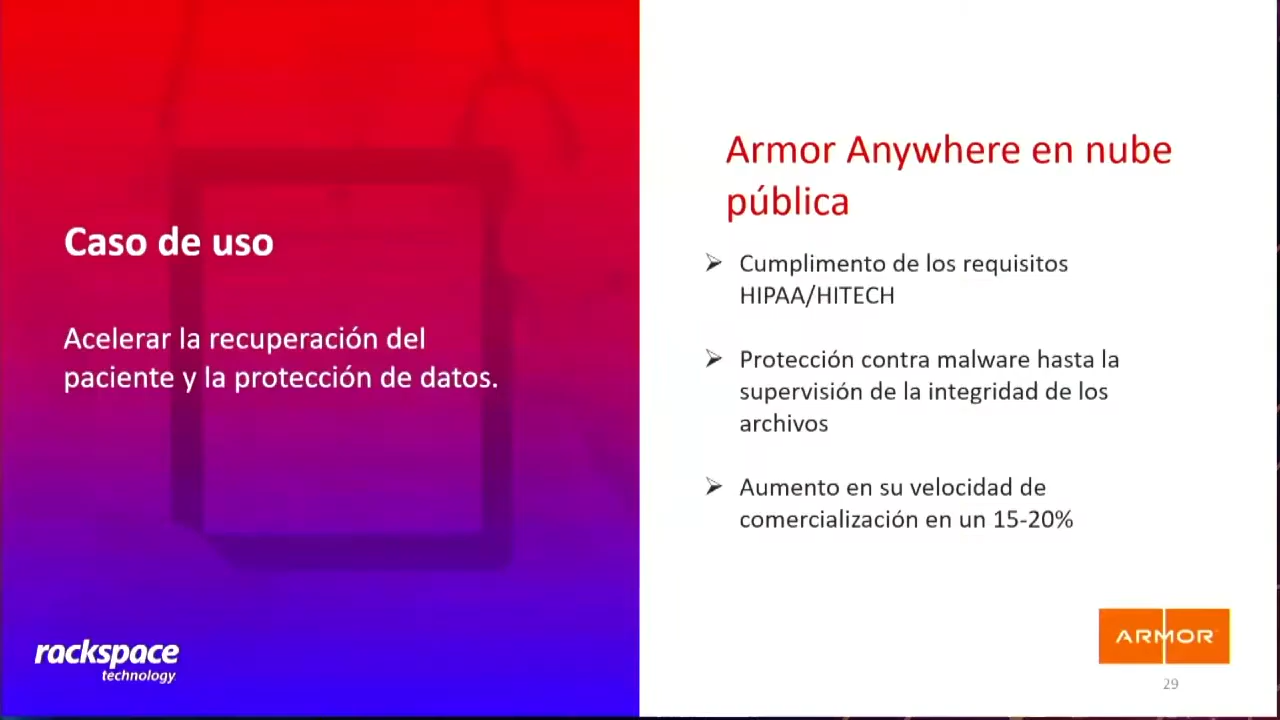 Caso de uso
Acelerar la recuperación del
paciente y la protección de datos.
rackspace
technology
Armor Anywhere en nube
pública
➢ Cumplimento de los requisitos
HIPAA/HITECH
➢ Protección contra malware hasta la
supervisión de la integridad de los
archivos
➢ Aumento en su velocidad de
comercialización en un 15-20%
ARMOR
29